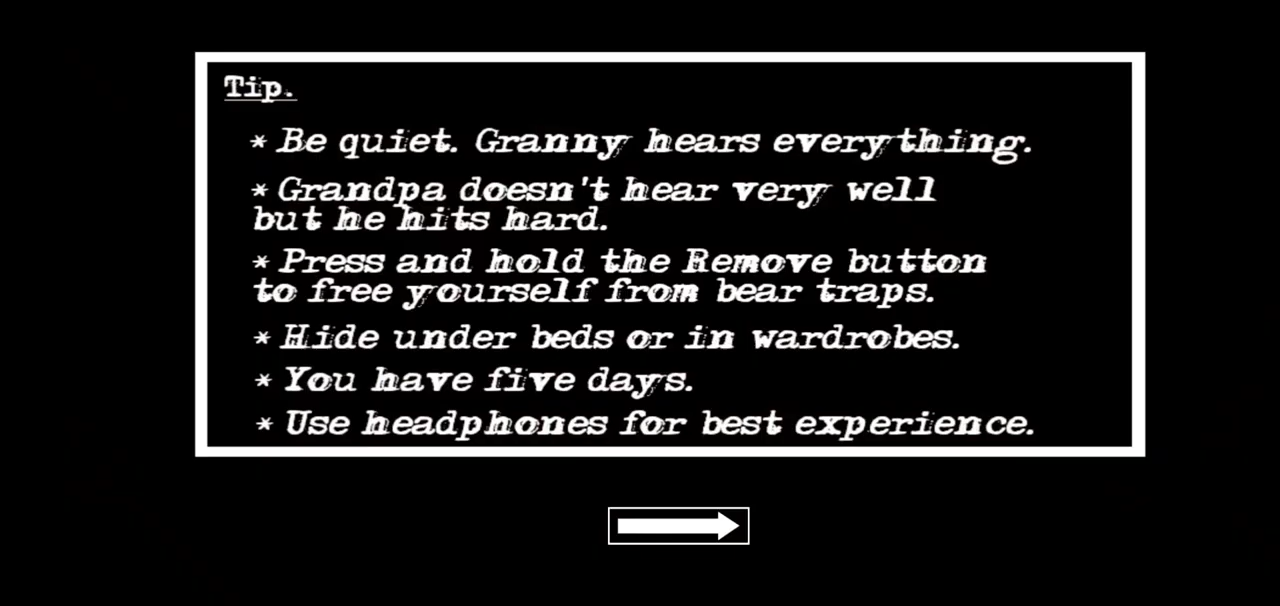 Tip.
* Be quiet. Granny hears everything.
* Grandpa doesn't hear very well
but he hits hard.
* Press and hold the Remove button
to free yourself from bear traps.
* Hide under beds or in wardrobes.
* You have five days.
* Use headphones for best experience.